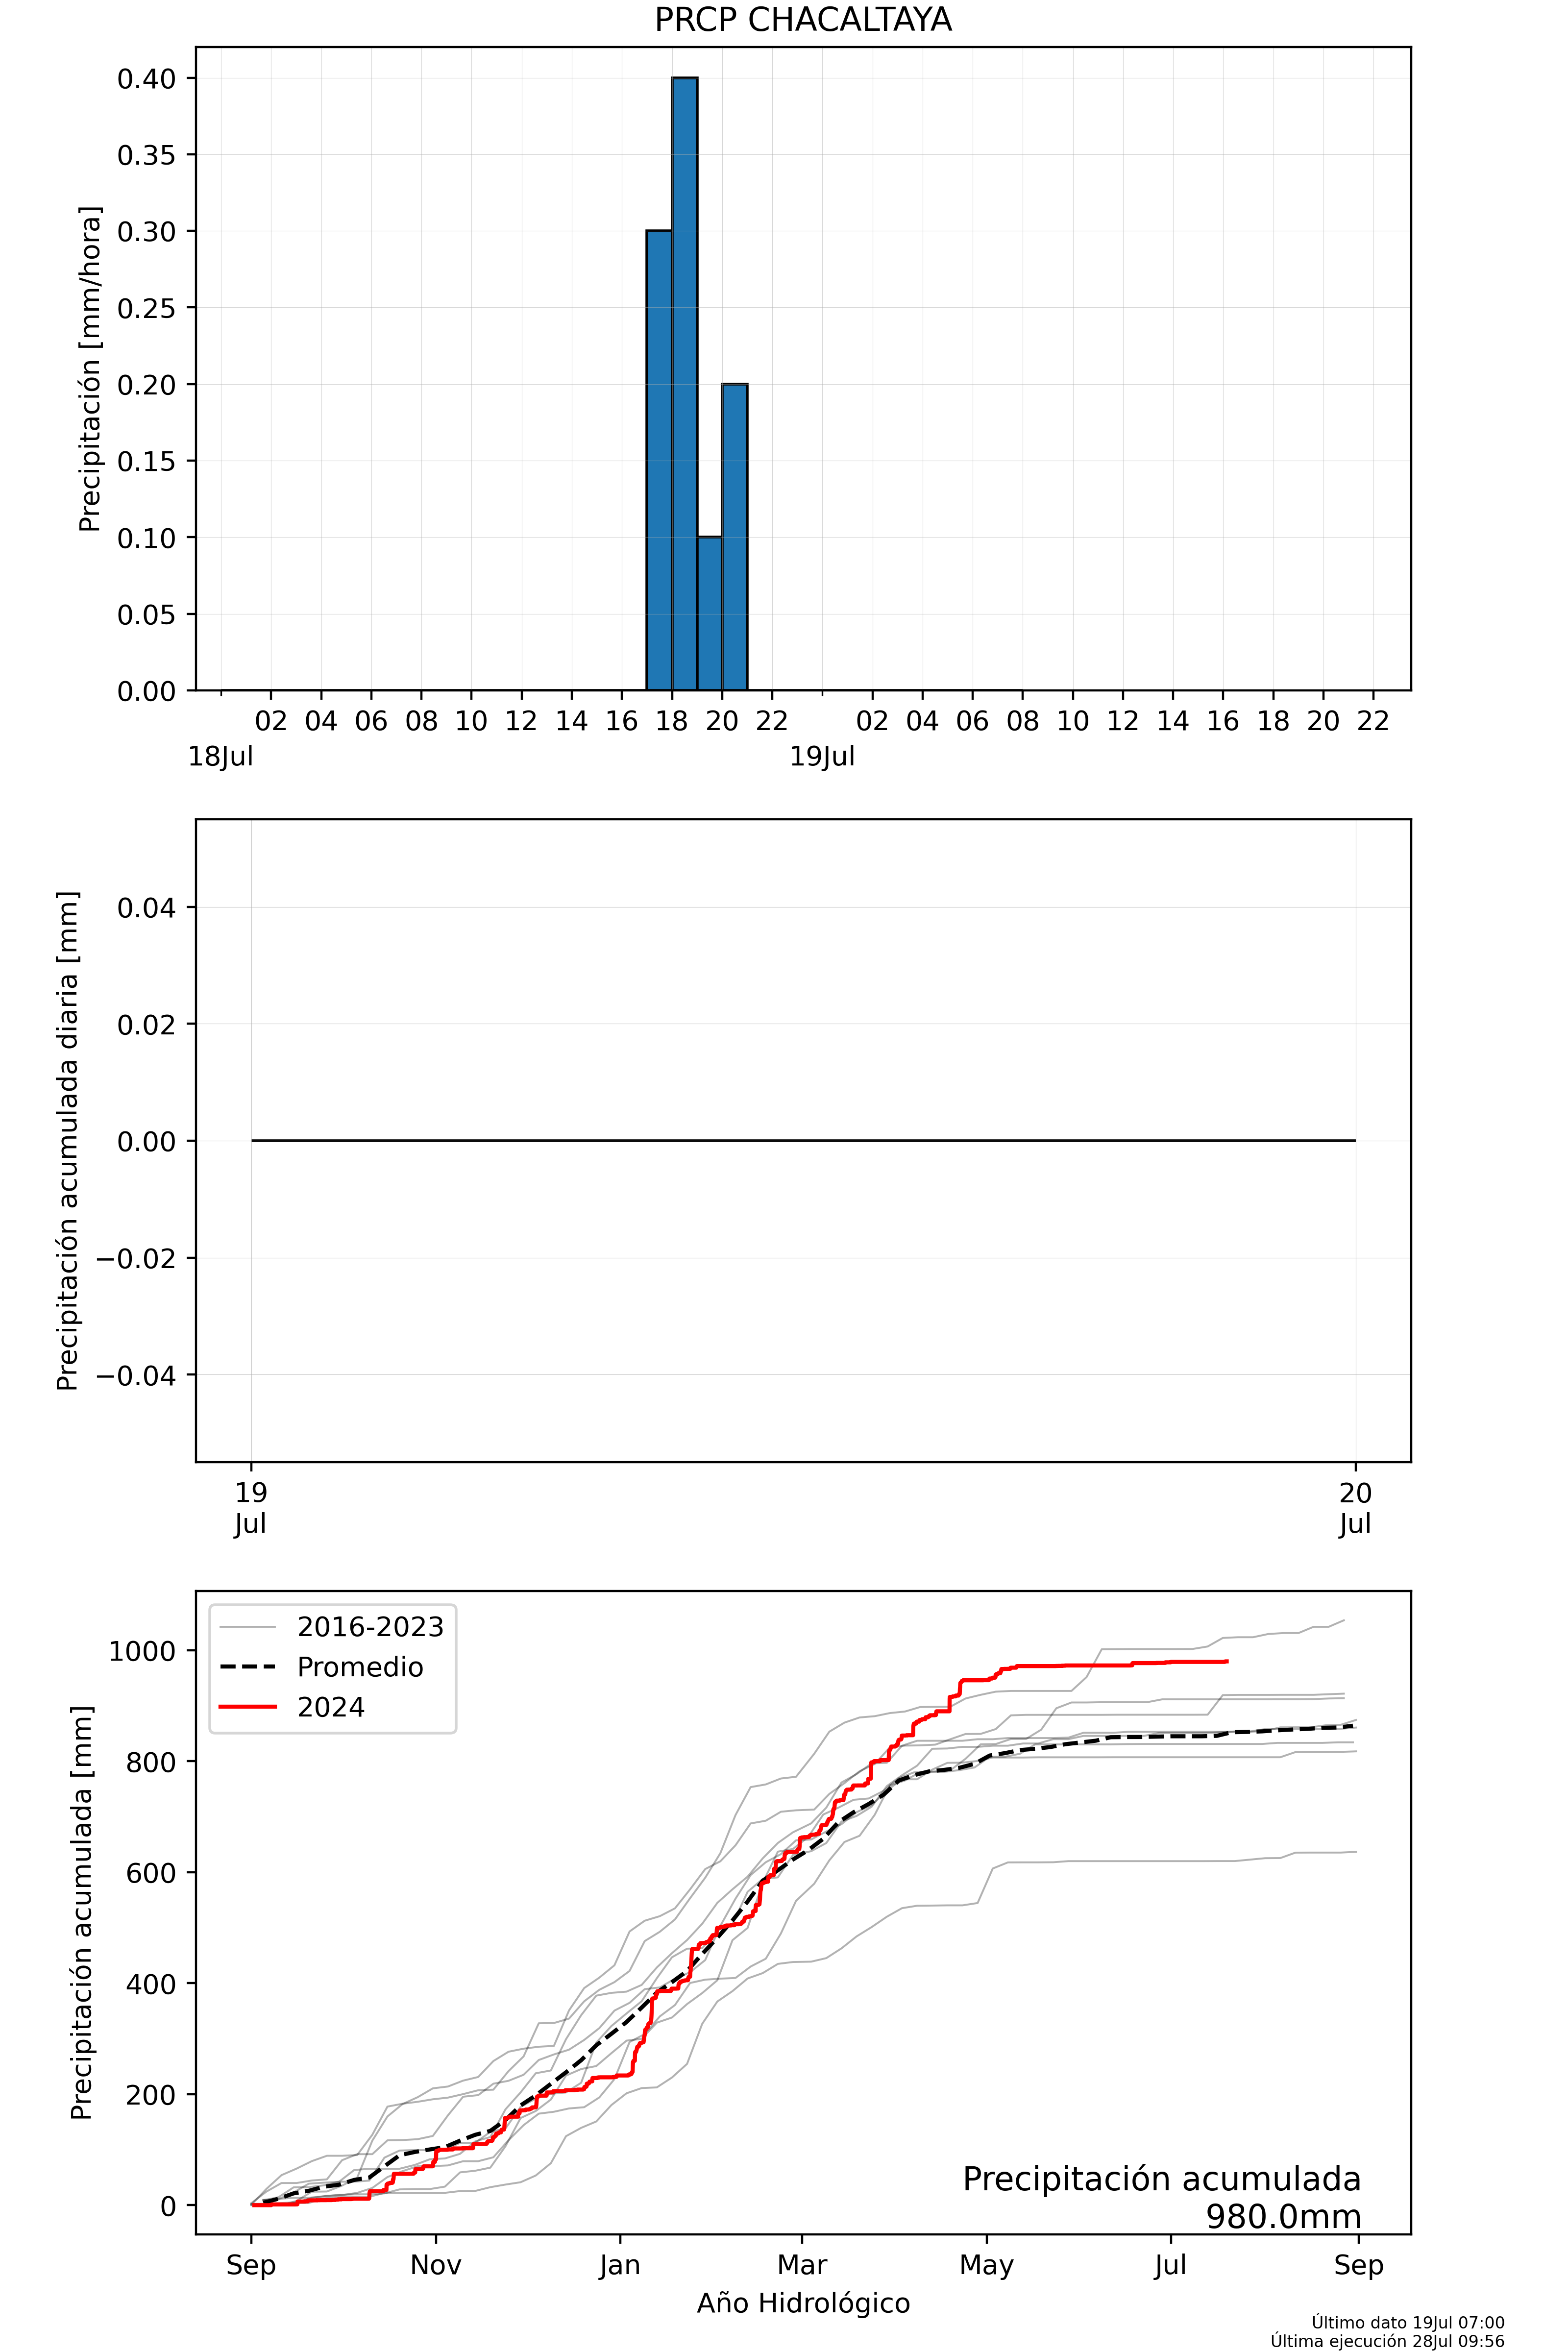 PRCP CHACALTAYA
Precipitación [mm/hora]
0.40
0.35
0.30
0.25
0.20
0.15
0.10
0.05
0.00
02 04 06 08 10 12 14 16 18 20 22 02 04 06 08 10 12 14 16 18 20 22
18Jul 19Jul
Precipitación acumulada diaria [mm]
0.04
0.02
0.00
−0.02
−0.04
19 20
Jul Jul
Precipitación acumulada [mm]
1000
800
600
400
200
0
2016-2023
Promedio
2024
Precipitación acumulada
980.0mm
Sep Nov Jan Mar May Jul Sep
Año Hidrológico
Último dato 19Jul 07:00
Última ejecución 28Jul 09:56